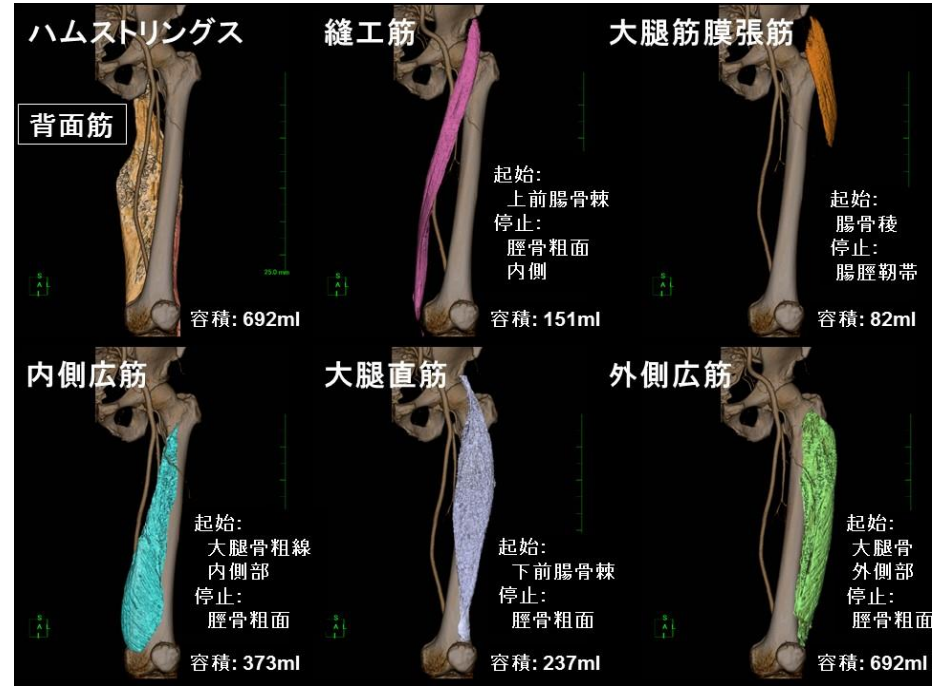 ハムストリングス
背面筋
75.0 mm
S
A L
I
容積: 692ml
縫工筋
起始:
上前腸骨棘
停止:
脛骨粗面
内側
S
A L
I
容積: 151ml
大腿筋膜張筋
起始:
腸骨稜
停止:
腸脛靭帯
S
A L
I
容積: 82ml
内側広筋
起始:
大腿骨粗線
内側部
停止:
脛骨粗面
S
A L
I
容積: 373ml
大腿直筋
起始:
下前腸骨棘
停止:
脛骨粗面
S
A L
I
容積: 237ml
外側広筋
起始:
大腿骨
外側部
停止:
脛骨粗面
S
A L
I
容積: 692ml